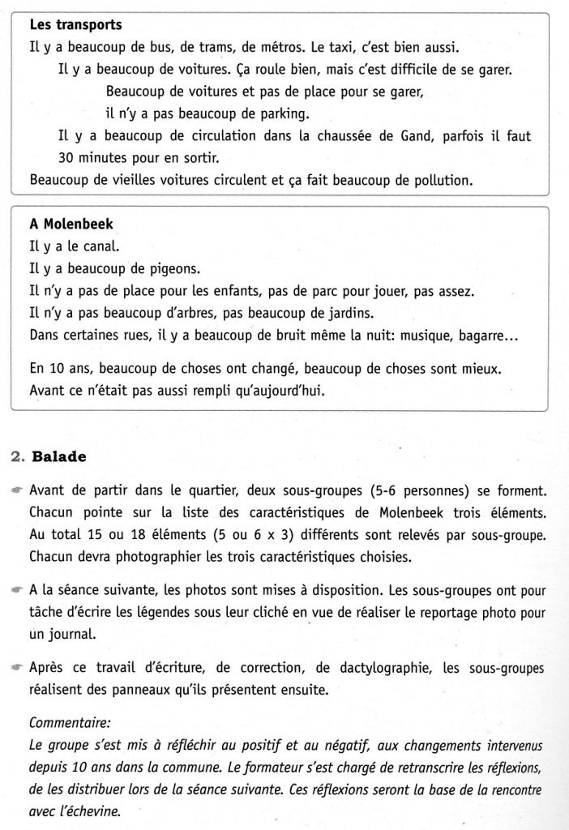 Les transports
Il y a beaucoup de bus, de trams, de métros. Le taxi, c'est bien aussi.
Il y a beaucoup de voitures. Ça roule bien, mais c'est difficile de se garer.
Beaucoup de voitures et pas de place pour se garer,
il n'y a pas beaucoup de parking.
Il y a beaucoup de circulation dans la chaussée de Gand, parfois il faut
30 minutes pour en sortir.
Beaucoup de vieilles voitures circulent et ça fait beaucoup de pollution.
A Molenbeek
Il y a le canal.
Il y a beaucoup de pigeons.
Il n'y a pas de place pour les enfants, pas de parc pour jouer, pas assez.
Il n'y a pas beaucoup d'arbres, pas beaucoup de jardins.
Dans certaines rues, il y a beaucoup de bruit même la nuit: musique, bagarre...
En 10 ans, beaucoup de choses ont changé, beaucoup de choses sont mieux.
Avant ce n'était pas aussi rempli qu'aujourd'hui.
2. Balade
Avant de partir dans le quartier, deux sous-groupes (5-6 personnes) se forment.
Chacun pointe sur la liste des caractéristiques de Molenbeek trois éléments.
Au total 15 ou 18 éléments (5 ou 6 x 3) différents sont relevés par sous-groupe.
Chacun devra photographier les trois caractéristiques choisies.
A la séance suivante, les photos sont mises à disposition. Les sous-groupes ont pour
tâche d'écrire les légendes sous leur cliché en vue de réaliser le reportage photo pour
un journal.
Après ce travail d'écriture, de correction, de dactylographie, les sous-groupes
réalisent des panneaux qu'ils présentent ensuite.
Commentaire:
Le groupe s'est mis à réfléchir au positif et au négatif, aux changements intervenus
depuis 10 ans dans la commune. Le formateur s'est chargé de retranscrire les réflexions,
de les distribuer lors de la séance suivante. Ces réflexions seront la base de la rencontre
avec l'échevine.